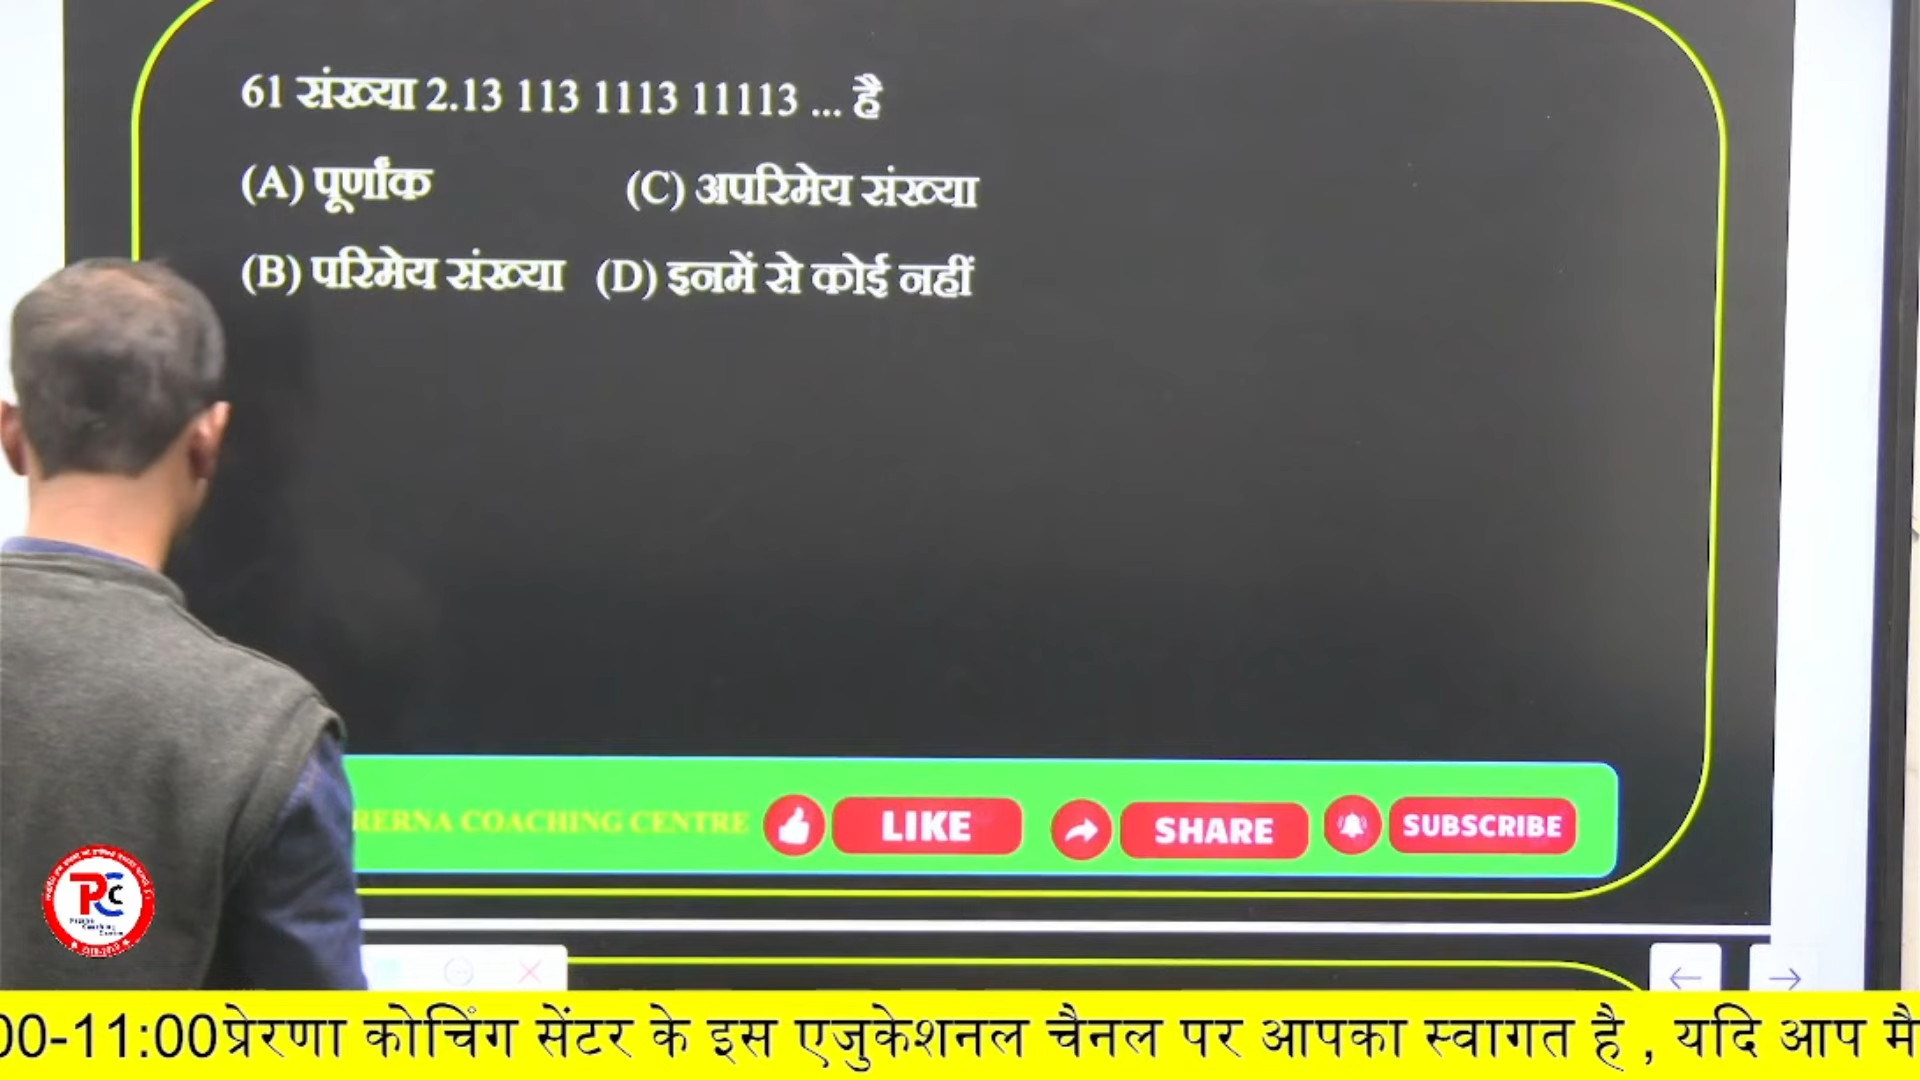 61 संख्या 2.13 113 1113 11113 ... है
(A) पूर्णांक (C) अपरिमेय संख्या
(B) परिमेय संख्या (D) इनमें से कोई नहीं
RERNA COACHING CENTRE LIKE SHARE SUBSCRIBE
PCC
00-11:00प्रेरणा कोचिंग सेंटर के इस एजुकेशनल चैनल पर आपका स्वागत है , यदि आप मै